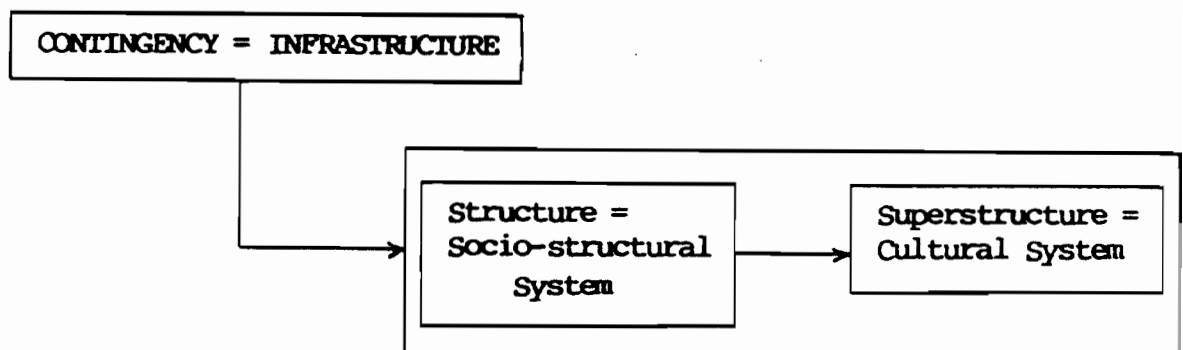 CONTINGENCY = INFRASTRUCTURE
Structure =
Socio-structural
System
Superstructure =
Cultural System